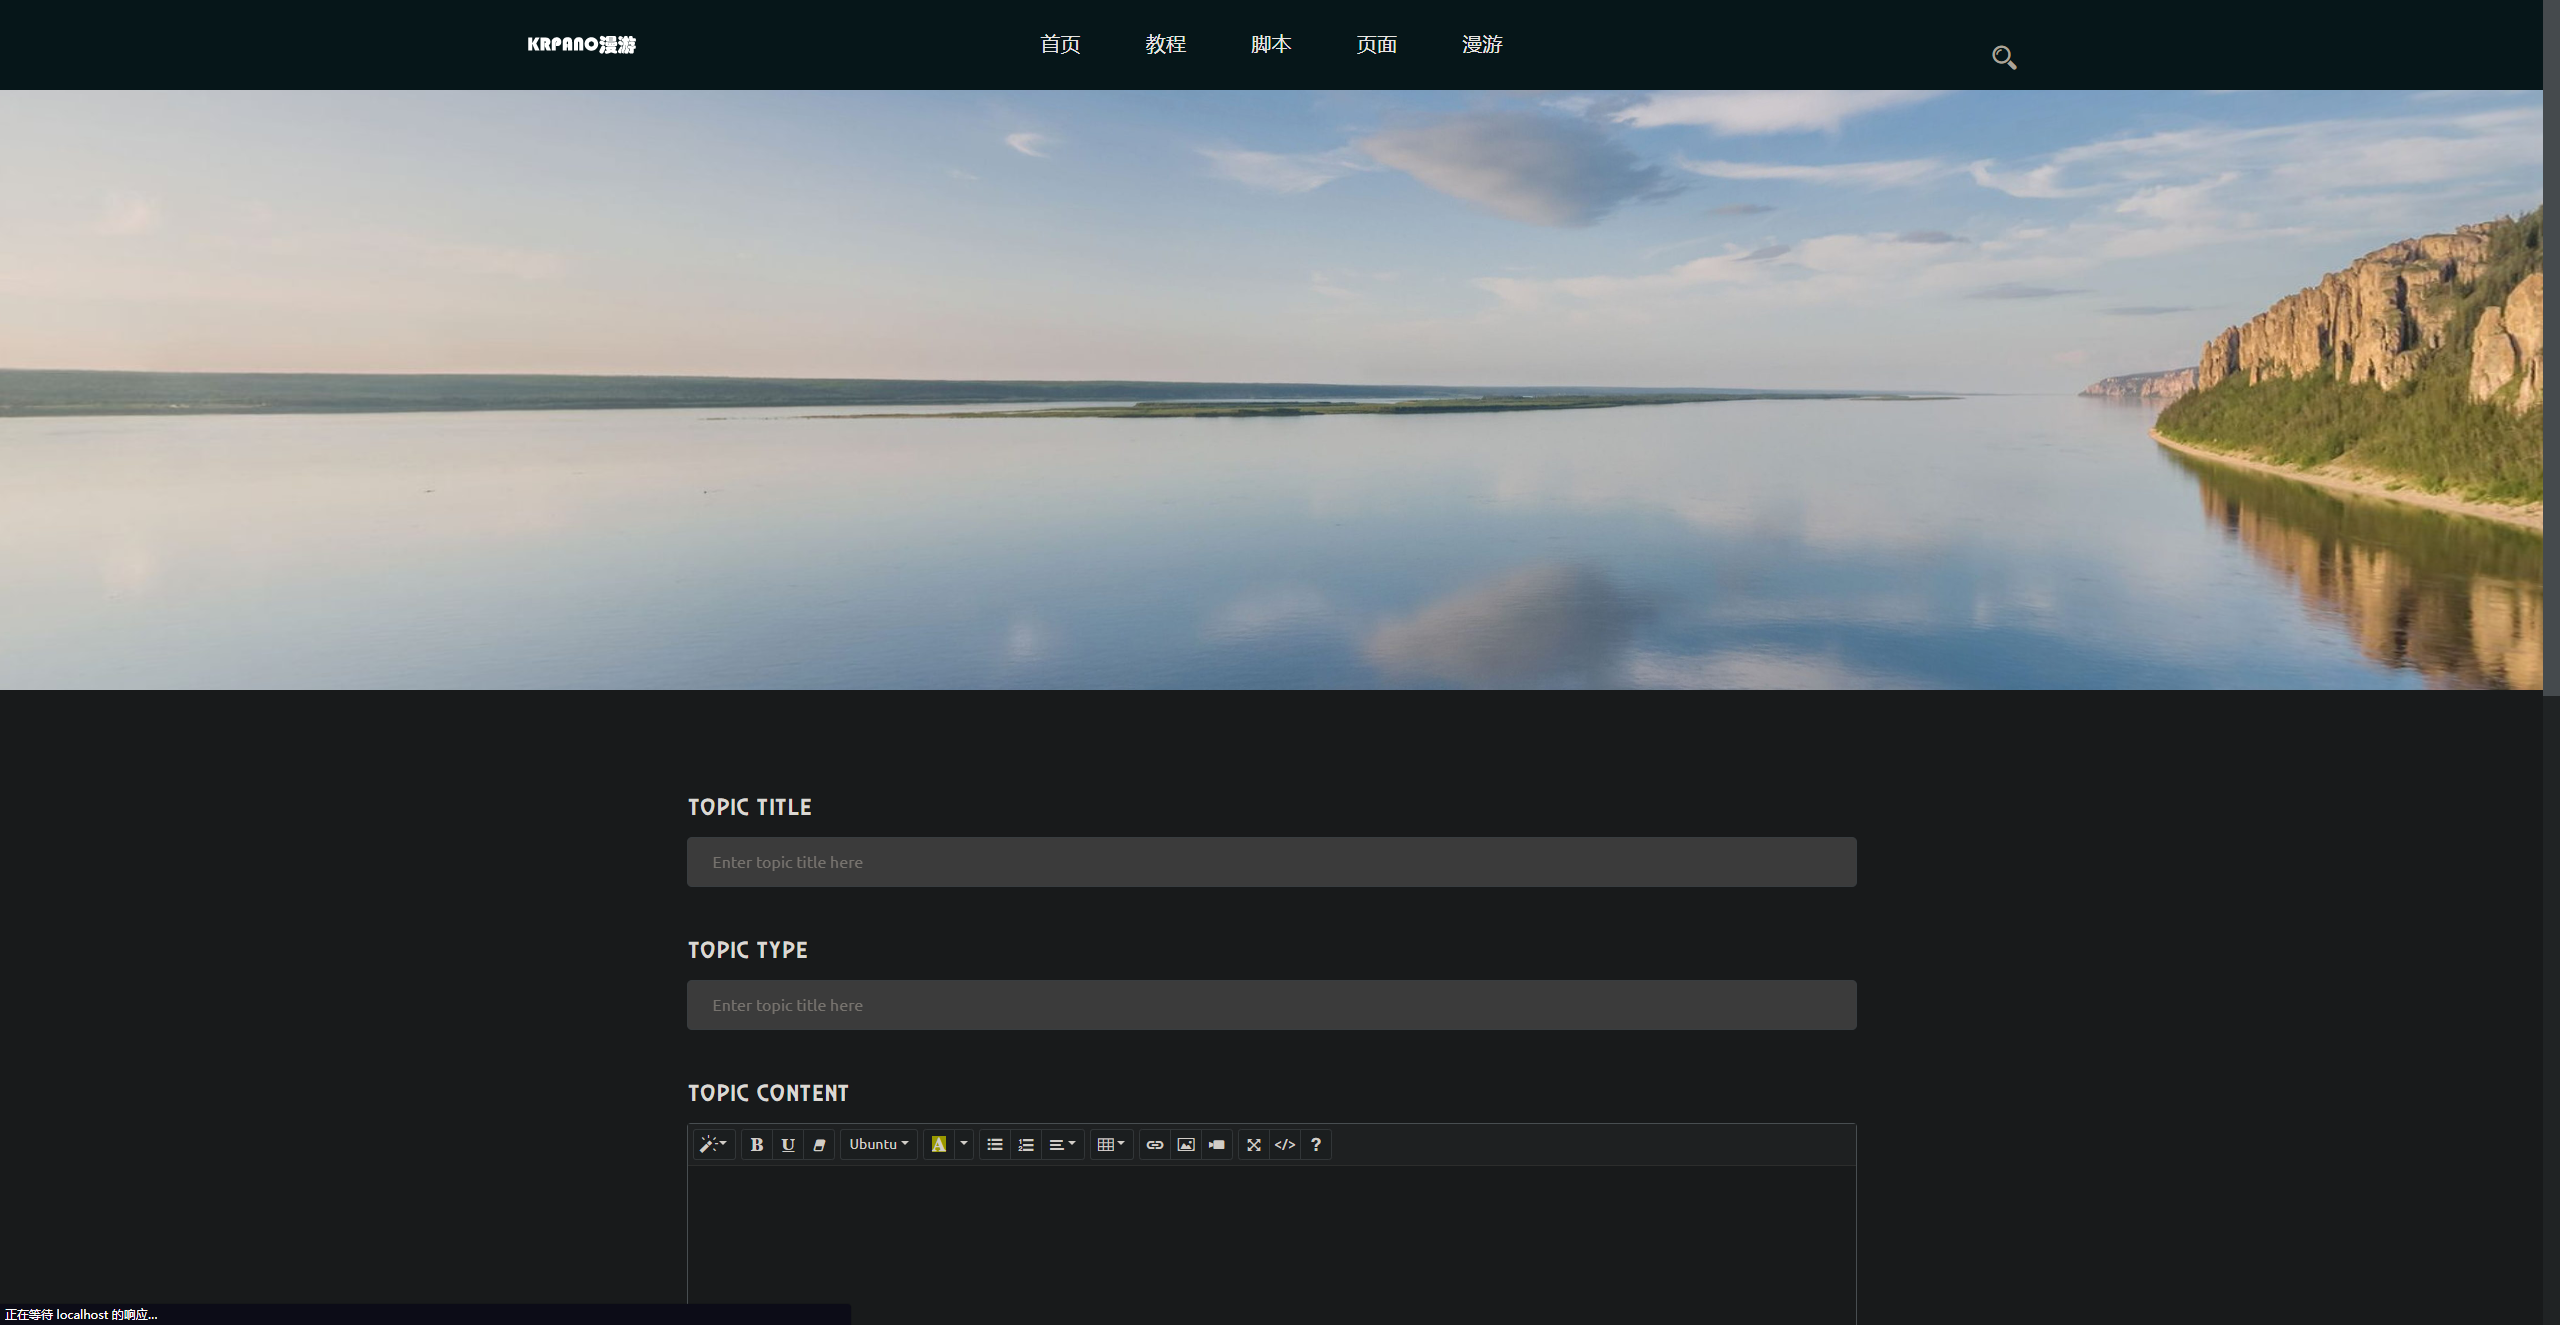 KRPANO漫游
首页 教程 脚本 页面 漫游
TOPIC TITLE
Enter topic title here
TOPIC TYPE
Enter topic title here
TOPIC CONTENT
B U Ubuntu A </> ?
正在等待 localhost 的响应...